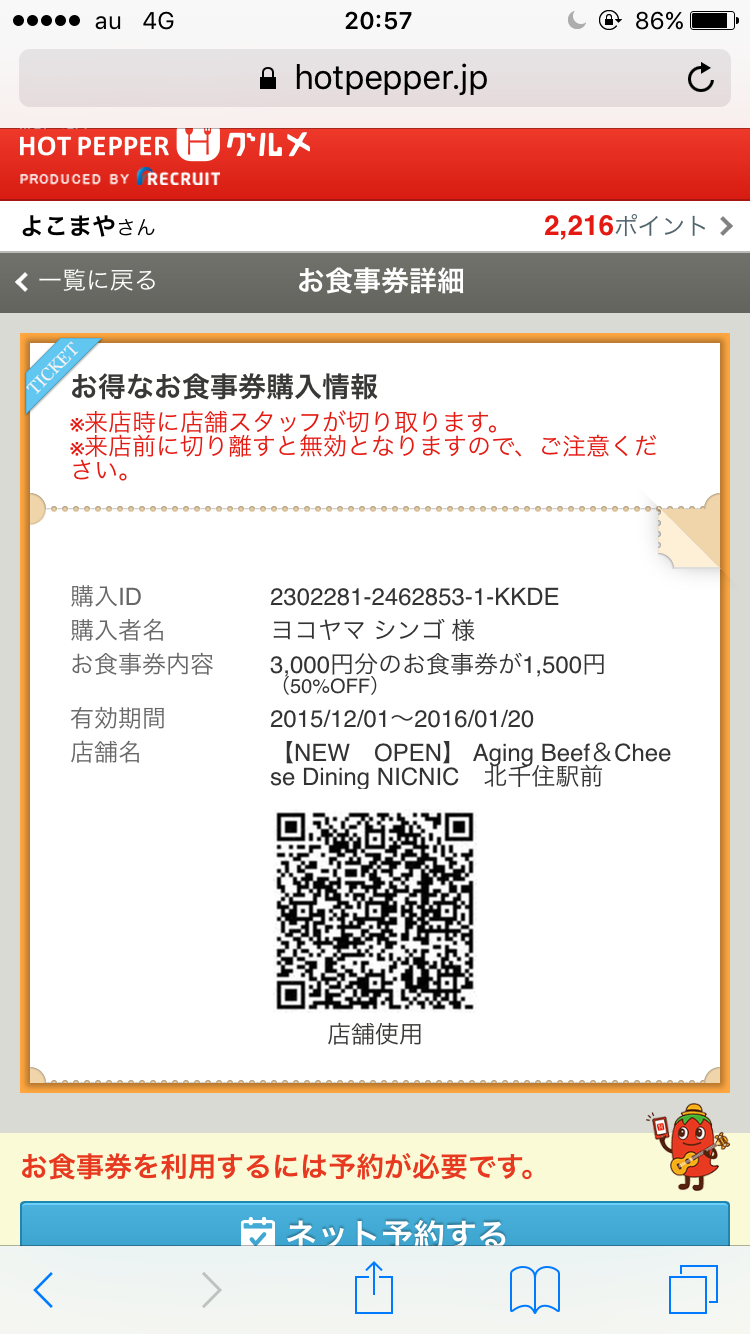 au 4G 20:57 86%
hotpepper.jp
HOT PEPPER グルメ
PRODUCED BY RECRUIT
よこまやさん 2,216ポイント
一覧に戻る お食事券詳細
TICKET
お得なお食事券購入情報
※来店時に店舗スタッフが切り取ります。
※来店前に切り離すと無効となりますので、ご注意くだ
さい。
購入ID 2302281-2462853-1-KKDE
購入者名 ヨコヤマ シンゴ 様
お食事券内容 3,000円分のお食事券が1,500円
（50%OFF）
有効期間 2015/12/01～2016/01/20
店舗名 【NEW　OPEN】 Aging Beef＆Chee
se Dining NICNIC　北千住駅前
店舗使用
お食事券を利用するには予約が必要です。
ネット予約する